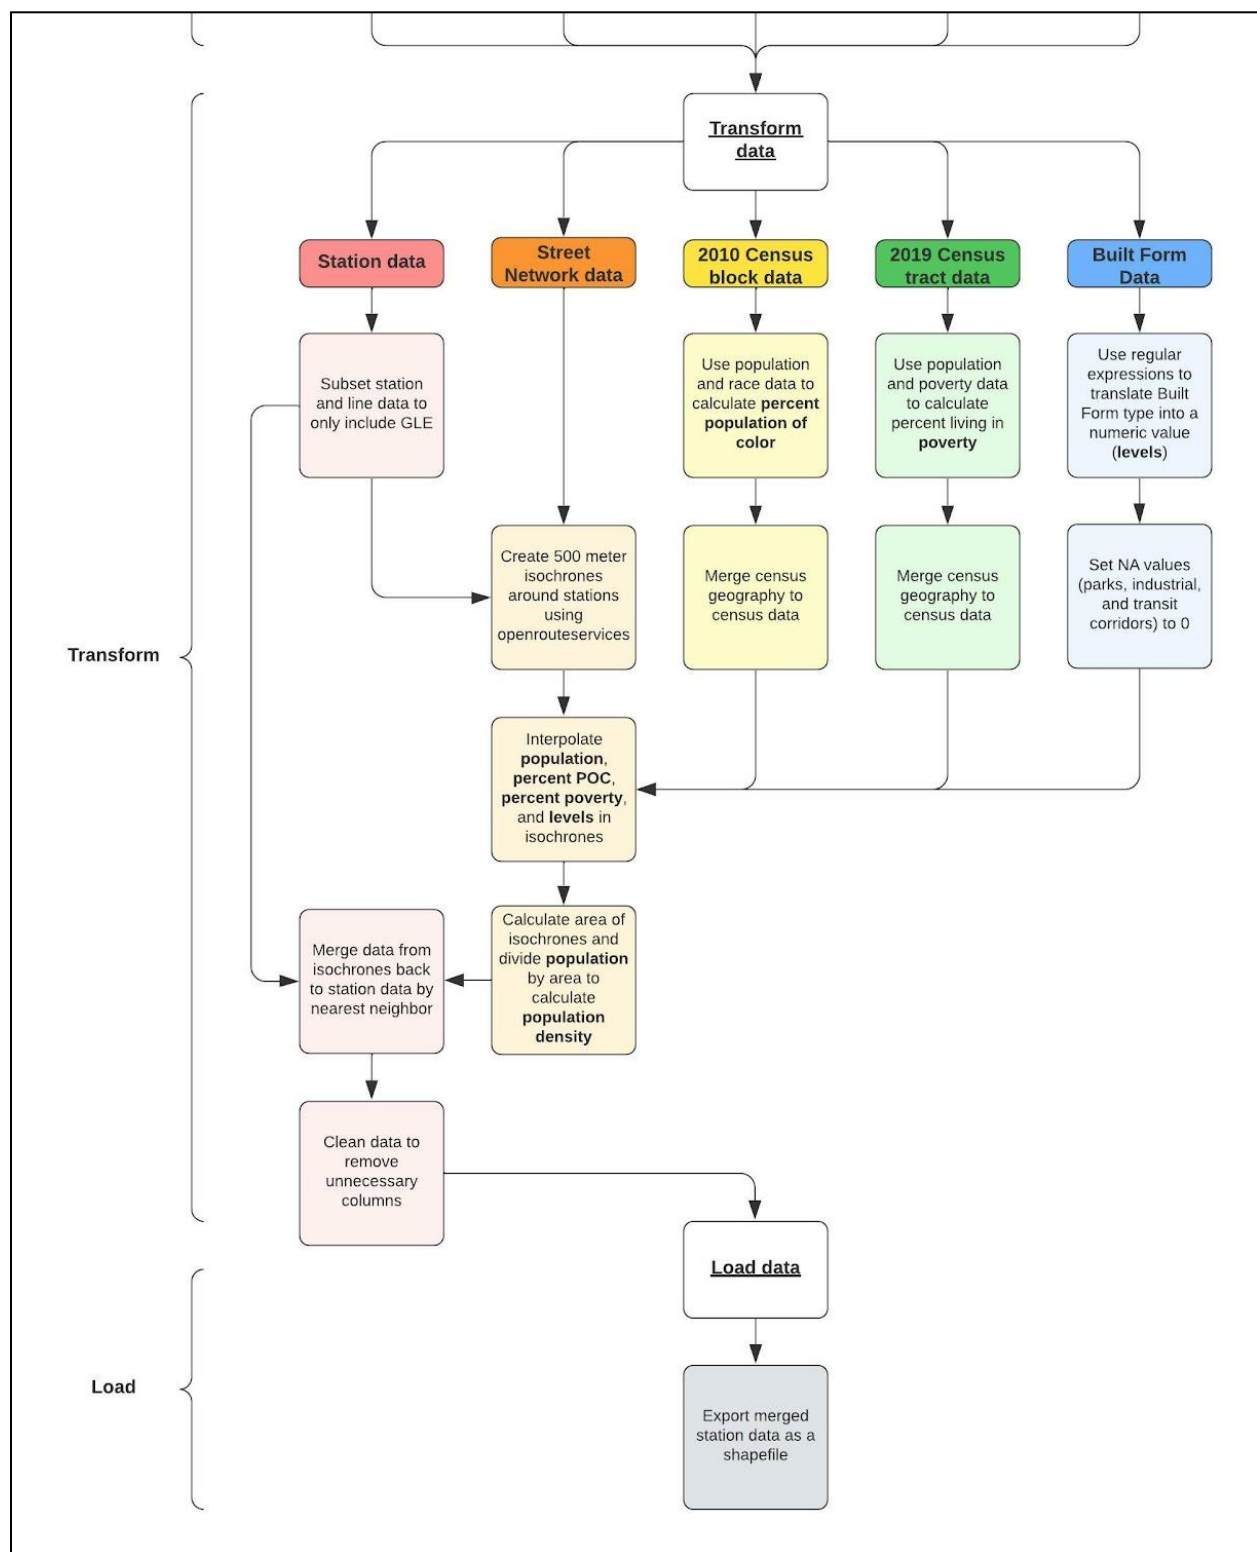 Transform
data
Station data
Street
Network data
2010 Census
block data
2019 Census
tract data
Built Form
Data
Subset station
and line data to
only include GLE
Use population
and race data to
calculate percent
population of
color
Use population
and poverty data
to calculate
percent living in
poverty
Use regular
expressions to
translate Built
Form type into a
numeric value
(levels)
Create 500 meter
isochrones
around stations
using
openrouteservices
Merge census
geography to
census data
Merge census
geography to
census data
Set NA values
(parks, industrial,
and transit
corridors) to 0
Transform
Interpolate
population,
percent POC,
percent poverty,
and levels in
isochrones
Merge data from
isochrones back
to station data by
nearest neighbor
Calculate area of
isochrones and
divide population
by area to
calculate
population
density
Clean data to
remove
unnecessary
columns
Load data
Load
Export merged
station data as a
shapefile